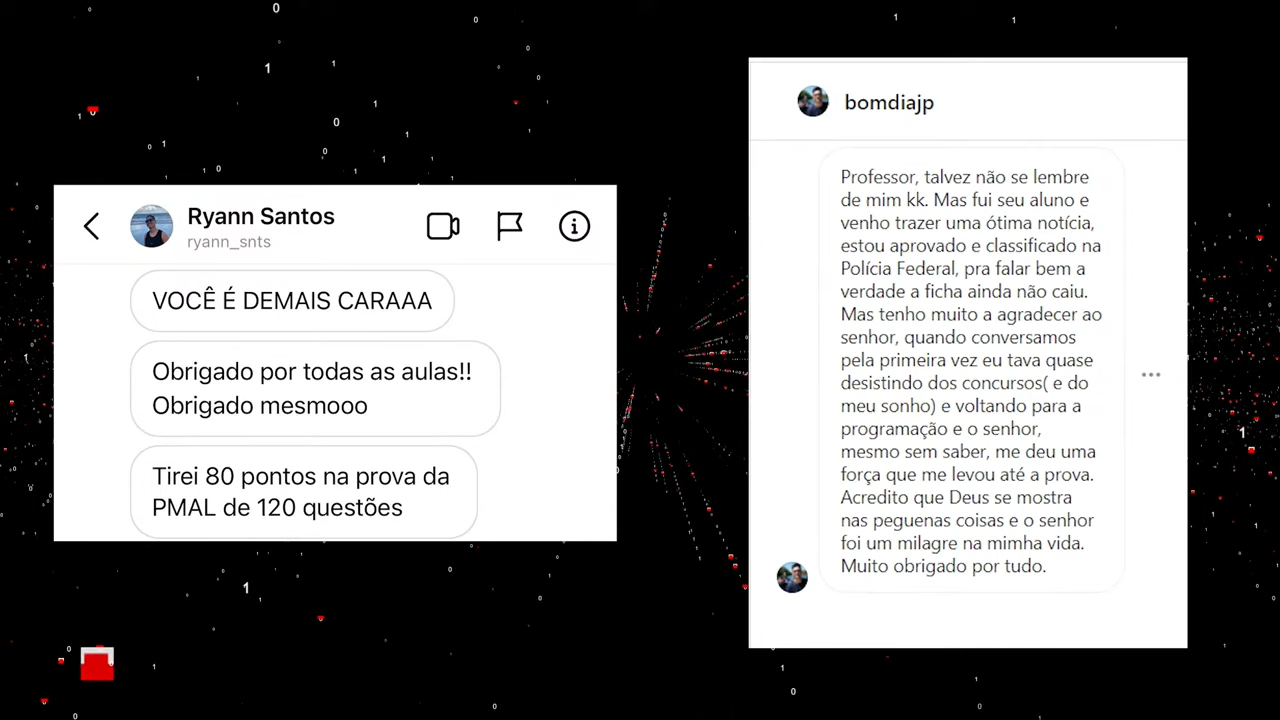 Ryann Santos
ryann_snts
VOCÊ É DEMAIS CARAAA
Obrigado por todas as aulas!!
Obrigado mesmooo
Tirei 80 pontos na prova da
PMAL de 120 questões
bomdiajp
Professor, talvez não se lembre
de mim kk. Mas fui seu aluno e
venho trazer uma ótima notícia,
estou aprovado e classificado na
Polícia Federal, pra falar bem a
verdade a ficha ainda não caiu.
Mas tenho muito a agradecer ao
senhor, quando conversamos
pela primeira vez eu tava quase
desistindo dos concursos( e do
meu sonho) e voltando para a
programação e o senhor,
mesmo sem saber, me deu uma
força que me levou até a prova.
Acredito que Deus se mostra
nas peguenas coisas e o senhor
foi um milagre na mimha vida.
Muito obrigado por tudo.